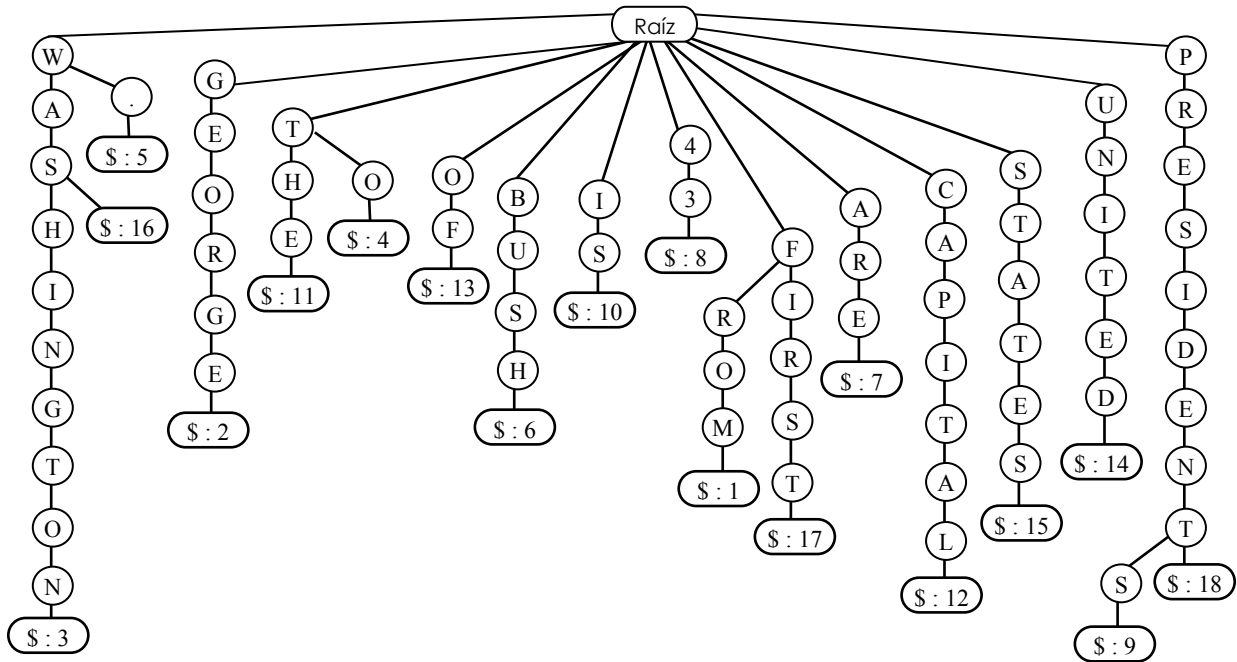 Raíz
W
A
S
H
I
N
G
T
O
N
$ : 3
$ : 16
.
$ : 5
G
E
O
R
G
E
$ : 2
T
H
E
$ : 11
O
$ : 4
O
F
$ : 13
B
U
S
H
$ : 6
I
S
$ : 10
4
3
$ : 8
F
R
O
M
$ : 1
I
R
S
T
$ : 17
A
R
E
$ : 7
C
A
P
I
T
A
L
$ : 12
S
T
A
T
E
S
$ : 15
U
N
I
T
E
D
$ : 14
P
R
E
S
I
D
E
N
T
S
$ : 9
$ : 18